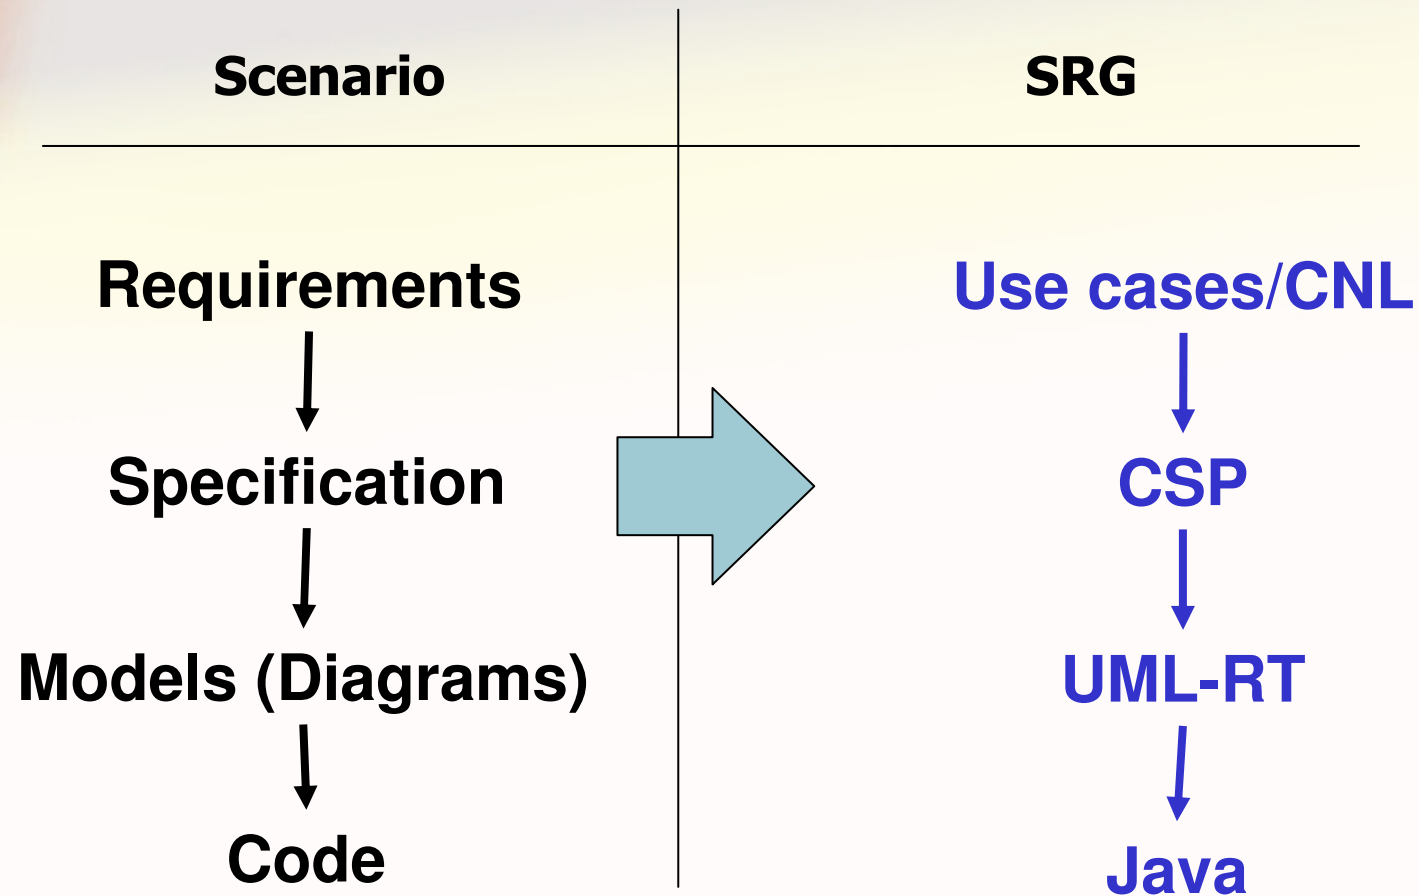 Scenario
SRG
Requirements
Use cases/CNL
Specification
CSP
Models (Diagrams)
UML-RT
Code
Java